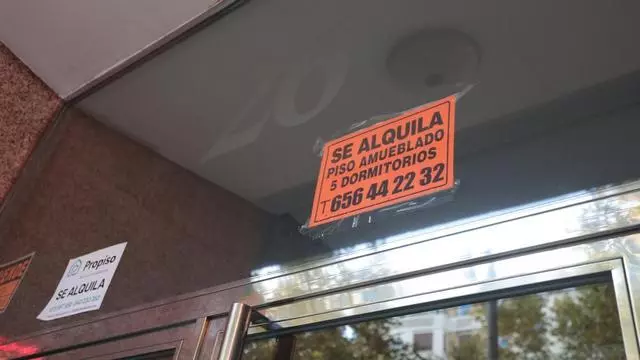 SE ALQUILA
PISO AMUEBLADO
5 DORMITORIOS
T 656 44 22 32
Propiso
SE ALQUILA